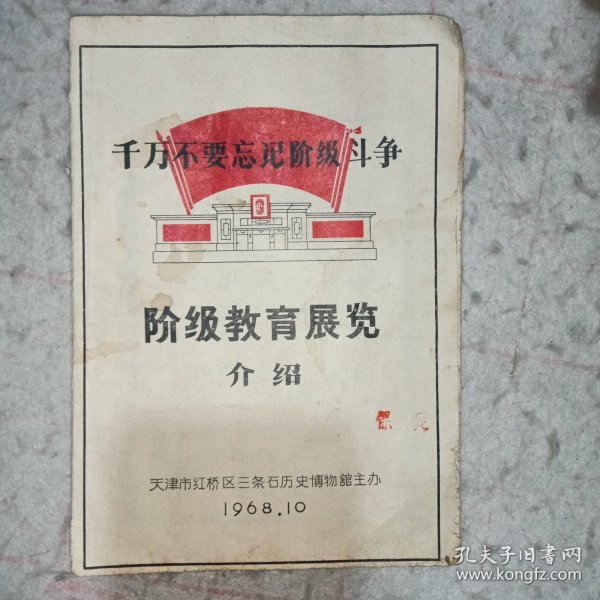 千万不要忘记阶级斗争
阶级教育展览
介绍
天津市红桥区三条石历史博物館主办
1968.10
孔夫子旧書网
www.kongfz.com